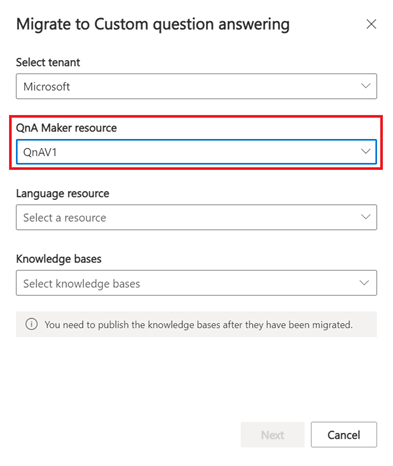 Migrate to Custom question answering
Select tenant
Microsoft
QnA Maker resource
QnAV1
Language resource
Select a resource
Knowledge bases
Select knowledge bases
You need to publish the knowledge bases after they have been migrated.
Next Cancel